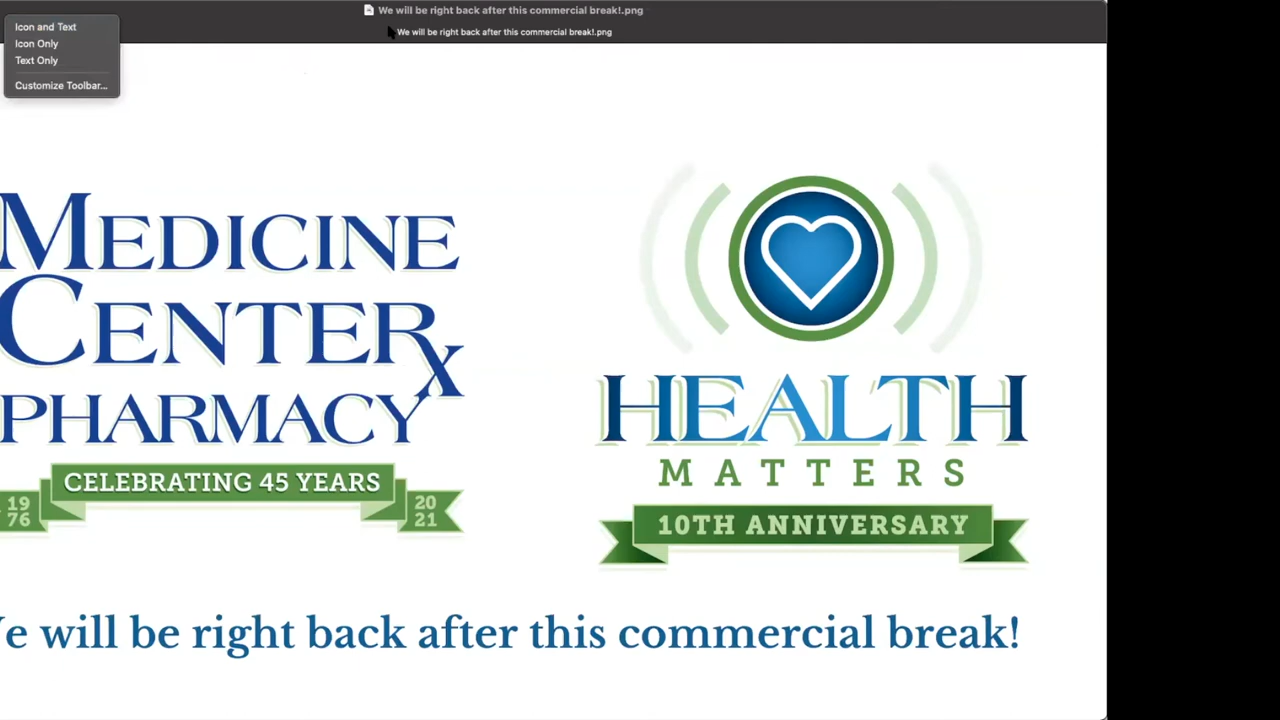 We will be right back after this commercial break!.png
We will be right back after this commercial break!.png
Icon and Text
Icon Only
Text Only
Customize Toolbar...
MEDICINE
CENTER
x
PHARMACY
CELEBRATING 45 YEARS
19
76
20
21
HEALTH
MATTERS
10TH ANNIVERSARY
e will be right back after this commercial break!